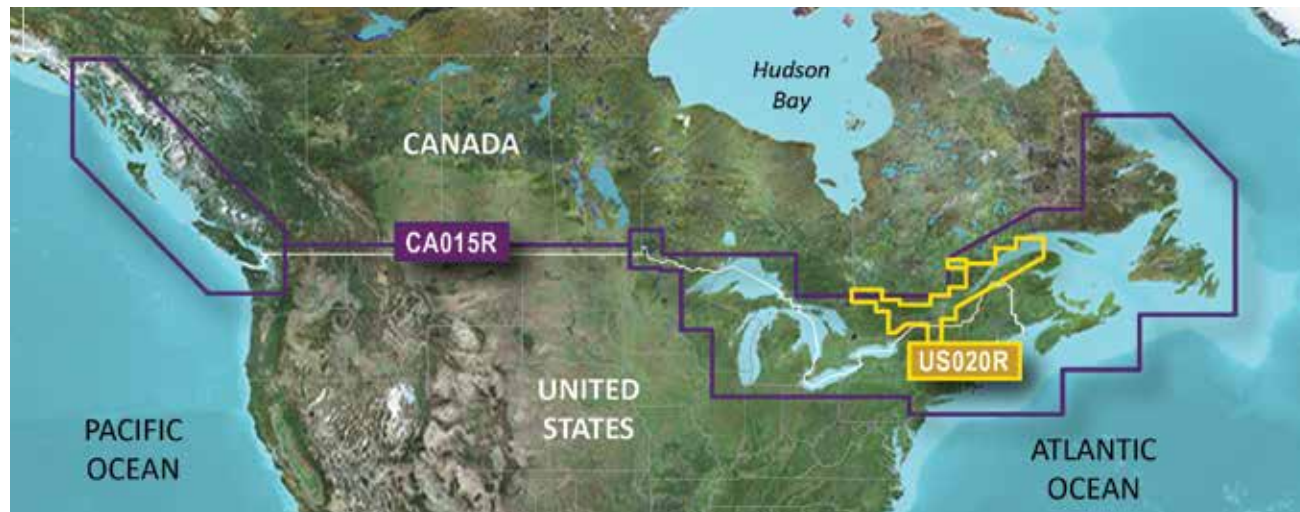 Hudson
Bay
CANADA
CA015R
US020R
UNITED
STATES
PACIFIC
OCEAN
ATLANTIC
OCEAN